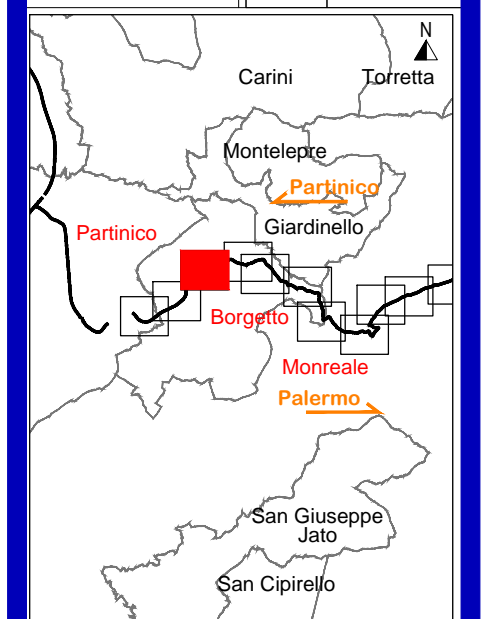 N
Carini
Torretta
Montelepre
Partinico
Giardinello
Partinico
Borgetto
Monreale
Palermo
San Giuseppe
Jato
San Cipirello